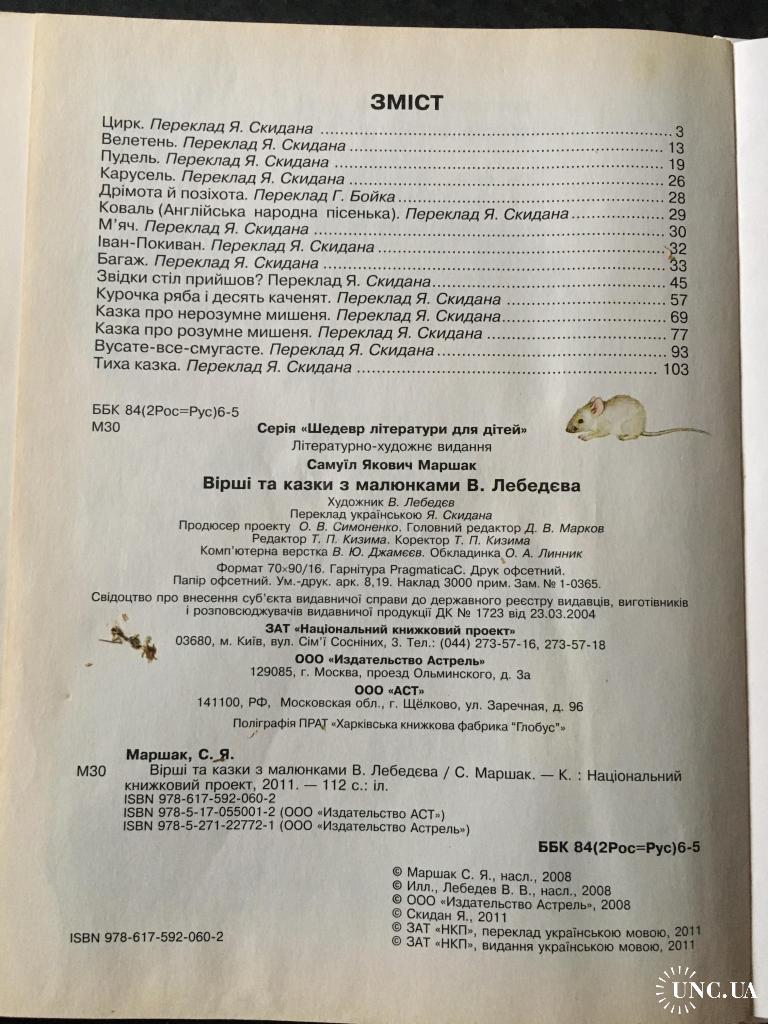 ЗМІСТ
Цирк. Переклад Я. Скидана ........ 3
Велетень. Переклад Я. Скидана ........ 13
Пудель. Переклад Я. Скидана ........ 19
Карусель. Переклад Я. Скидана ........ 26
Дрімота й позіхота. Переклад Г. Бойка ........ 28
Коваль (Англійська народна пісенька). Переклад Я. Скидана ........ 29
М'яч. Переклад Я. Скидана ........ 30
Іван-Покиван. Переклад Я. Скидана ........ 32
Багаж. Переклад Я. Скидана ........ 33
Звідки стіл прийшов? Переклад Я. Скидана ........ 45
Курочка ряба і десять каченят. Переклад Я. Скидана ........ 57
Казка про нерозумне мишеня. Переклад Я. Скидана ........ 69
Казка про розумне мишеня. Переклад Я. Скидана ........ 77
Вусате-все-смугасте. Переклад Я. Скидана ........ 93
Тиха казка. Переклад Я. Скидана ........ 103
ББК 84(2Рос=Рус)6-5
М30
Серія «Шедевр літератури для дітей»
Літературно-художнє видання
Самуїл Якович Маршак
Вірші та казки з малюнками В. Лебедєва
Художник В. Лебедєв
Переклад українською Я. Скидана
Продюсер проекту О. В. Симоненко. Головний редактор Д. В. Марков
Редактор Т. П. Кизима. Коректор Т. П. Кизима
Комп'ютерна верстка В. Ю. Джамєєв. Обкладинка О. А. Линник
Формат 70×90/16. Гарнітура PragmaticaC. Друк офсетний.
Папір офсетний. Ум.-друк. арк. 8,19. Наклад 3000 прим. Зам. № 1-0365.
Свідоцтво про внесення суб'єкта видавничої справи до державного реєстру видавців, виготівників
і розповсюджувачів видавничої продукції ДК № 1723 від 23.03.2004
ЗАТ «Національний книжковий проект»
03680, м. Київ, вул. Сім'ї Сосніних, 3. Тел.: (044) 273-57-16, 273-57-18
ООО «Издательство Астрель»
129085, г. Москва, проезд Ольминского, д. 3а
ООО «АСТ»
141100, РФ, Московская обл., г. Щёлково, ул. Заречная, д. 96
Поліграфія ПРАТ «Харківська книжкова фабрика "Глобус"»
Маршак, С. Я.
М30 Вірші та казки з малюнками В. Лебедєва / С. Маршак. — К. : Національний
книжковий проект, 2011. — 112 с.: іл.
ISBN 978-617-592-060-2
ISBN 978-5-17-055001-2 (ООО «Издательство АСТ»)
ISBN 978-5-271-22772-1 (ООО «Издательство Астрель»)
ББК 84(2Рос=Рус)6-5
© Маршак С. Я., насл., 2008
© Илл., Лебедев В. В., насл., 2008
© ООО «Издательство Астрель», 2008
© Скидан Я., 2011
© ЗАТ «НКП», переклад українською мовою, 2011
© ЗАТ «НКП», видання українською мовою, 2011
ISBN 978-617-592-060-2
UNC.UA